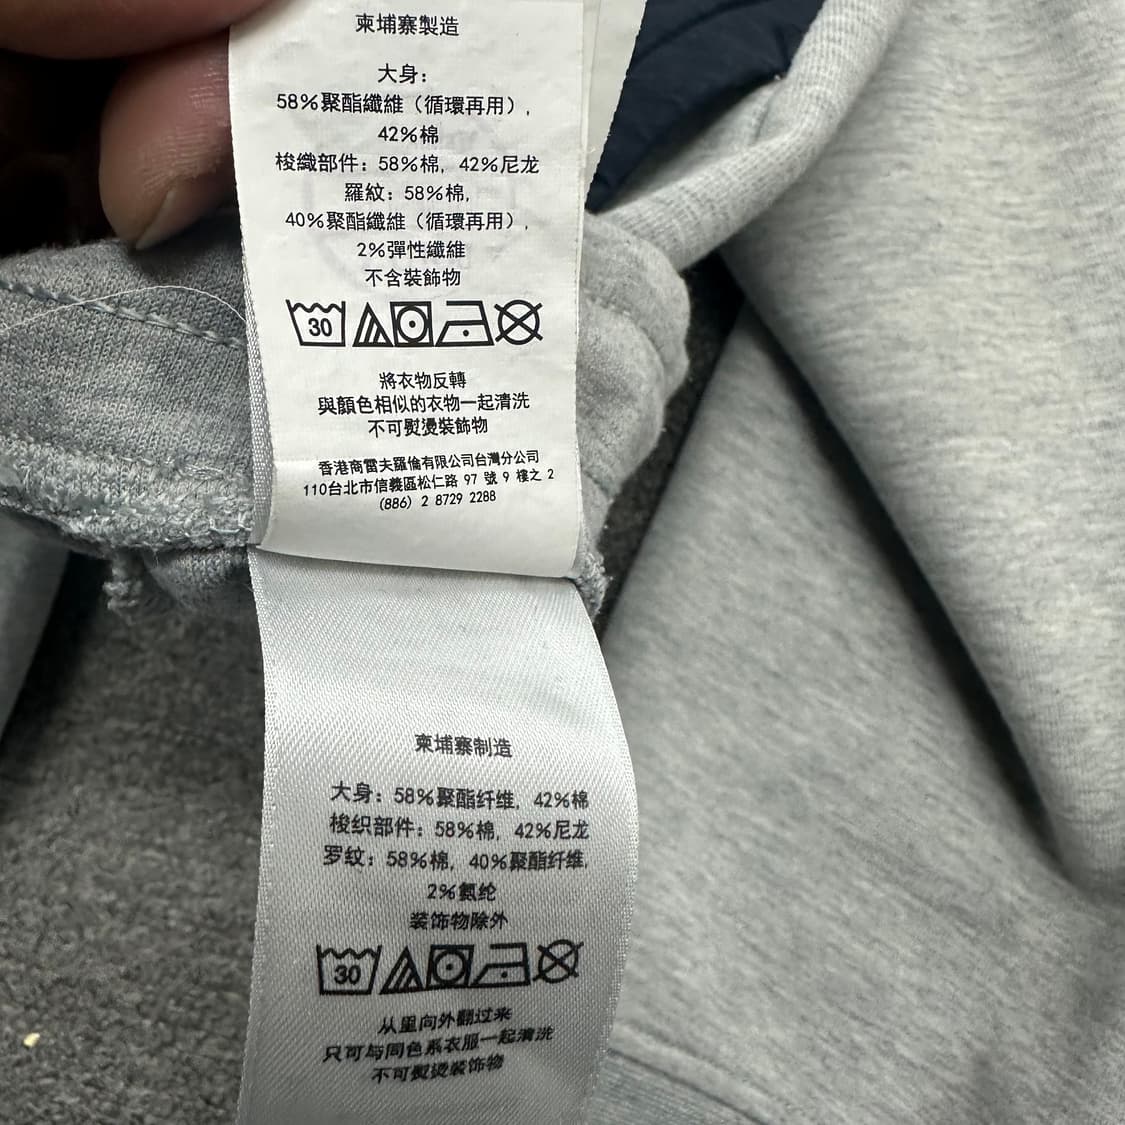 柬埔寨製造
大身：
58%聚酯纖維（循環再用），
42%棉
梭織部件：58%棉，42%尼龙
羅紋：58%棉，
40%聚酯纖維（循環再用），
2%彈性纖維
不含裝飾物
30
將衣物反轉
與顏色相似的衣物一起清洗
不可熨燙裝飾物
香港商雷夫羅倫有限公司台灣分公司
110台北市信義區松仁路 97 號 9 樓之 2
(886) 2 8729 2288
柬埔寨制造
大身：58%聚酯纤维，42%棉
梭织部件：58%棉，42%尼龙
罗纹：58%棉，40%聚酯纤维，
2%氨纶
装饰物除外
30
从里向外翻过来
只可与同色系衣服一起清洗
不可熨烫装饰物